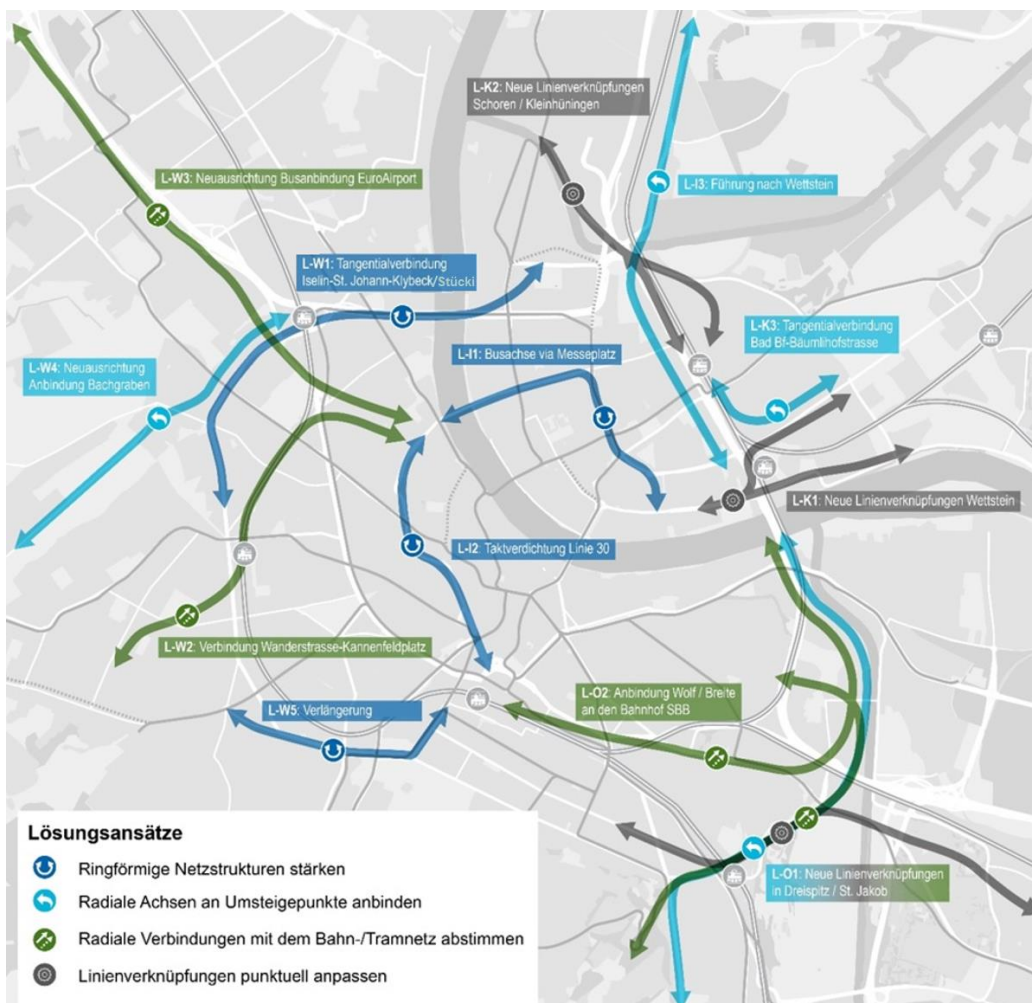 L-K2: Neue Linienverknüpfungen
Schoren / Kleinhüningen
L-W3: Neuausrichtung Busanbindung EuroAirport
L-I3: Führung nach Wettstein
L-W1: Tangentialverbindung
Iselin-St. Johann-Klybeck/Stücki
L-K3: Tangentialverbindung
Bad Bf-Bäumlihofstrasse
L-W4: Neuausrichtung
Anbindung Bachgraben
L-I1: Busachse via Messeplatz
L-K1: Neue Linienverknüpfungen Wettstein
L-I2: Taktverdichtung Linie 30
L-W2: Verbindung Wanderstrasse-Kannenfeldplatz
L-O2: Anbindung Wolf / Breite
an den Bahnhof SBB
L-W5: Verlängerung
L-O1: Neue Linienverknüpfungen
in Dreispitz / St. Jakob
Lösungsansätze
Ringförmige Netzstrukturen stärken
Radiale Achsen an Umsteigepunkte anbinden
Radiale Verbindungen mit dem Bahn-/Tramnetz abstimmen
Linienverknüpfungen punktuell anpassen